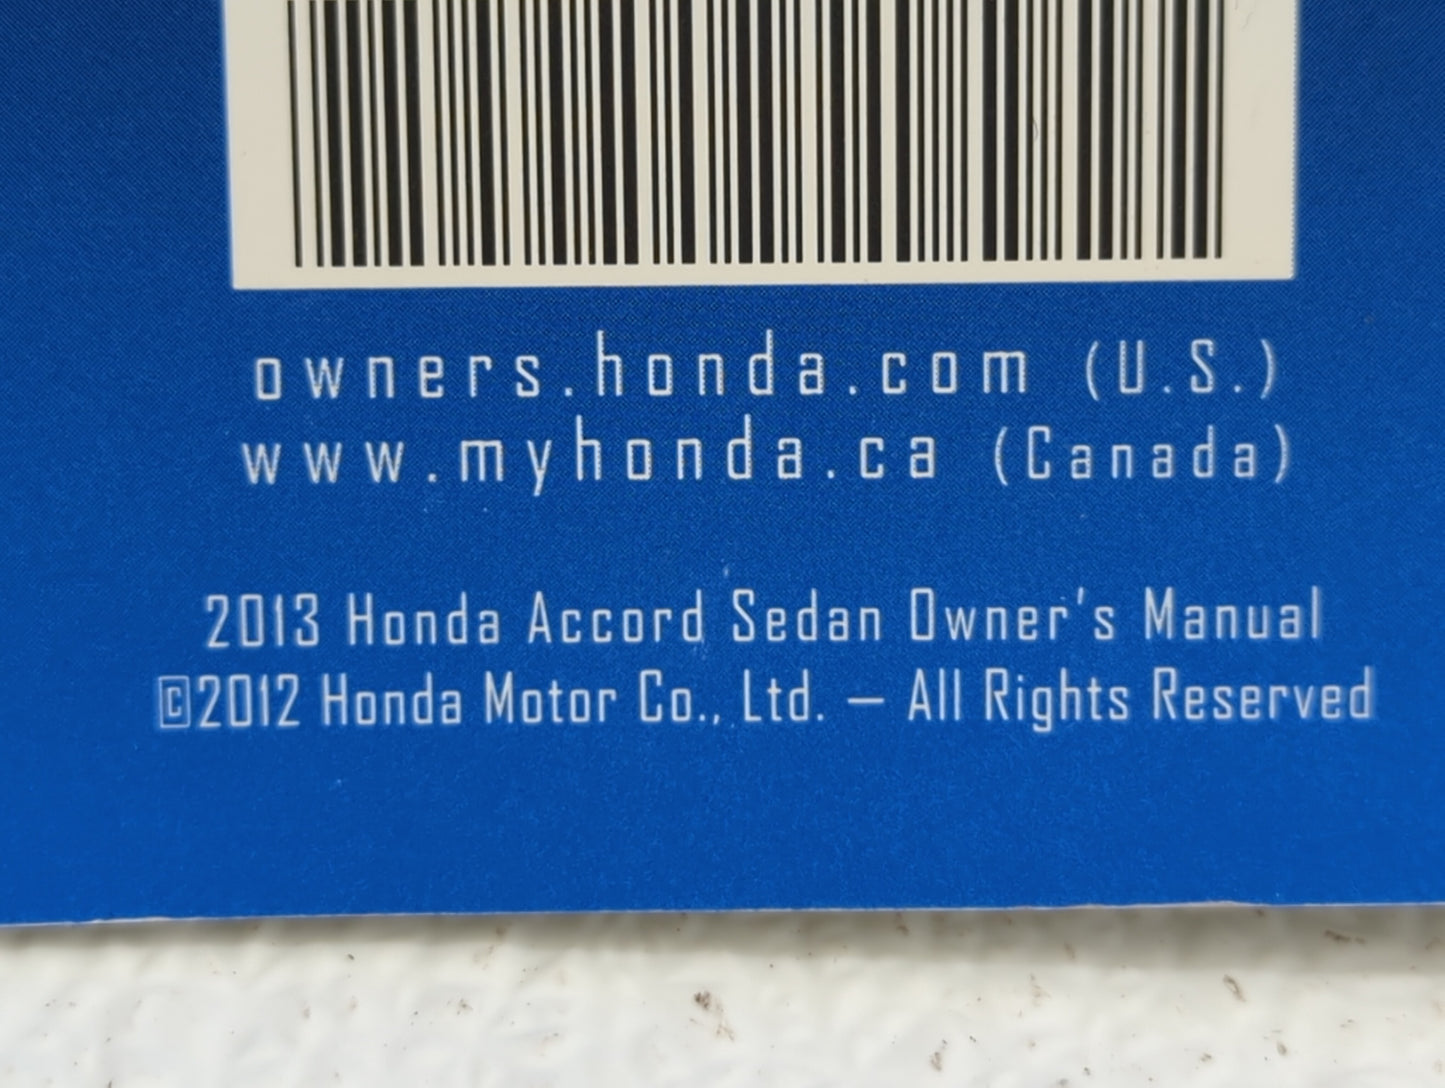 owners.honda.com (U.S.)
www.myhonda.ca (Canada)
2013 Honda Accord Sedan Owner's Manual
©2012 Honda Motor Co., Ltd. — All Rights Reserved